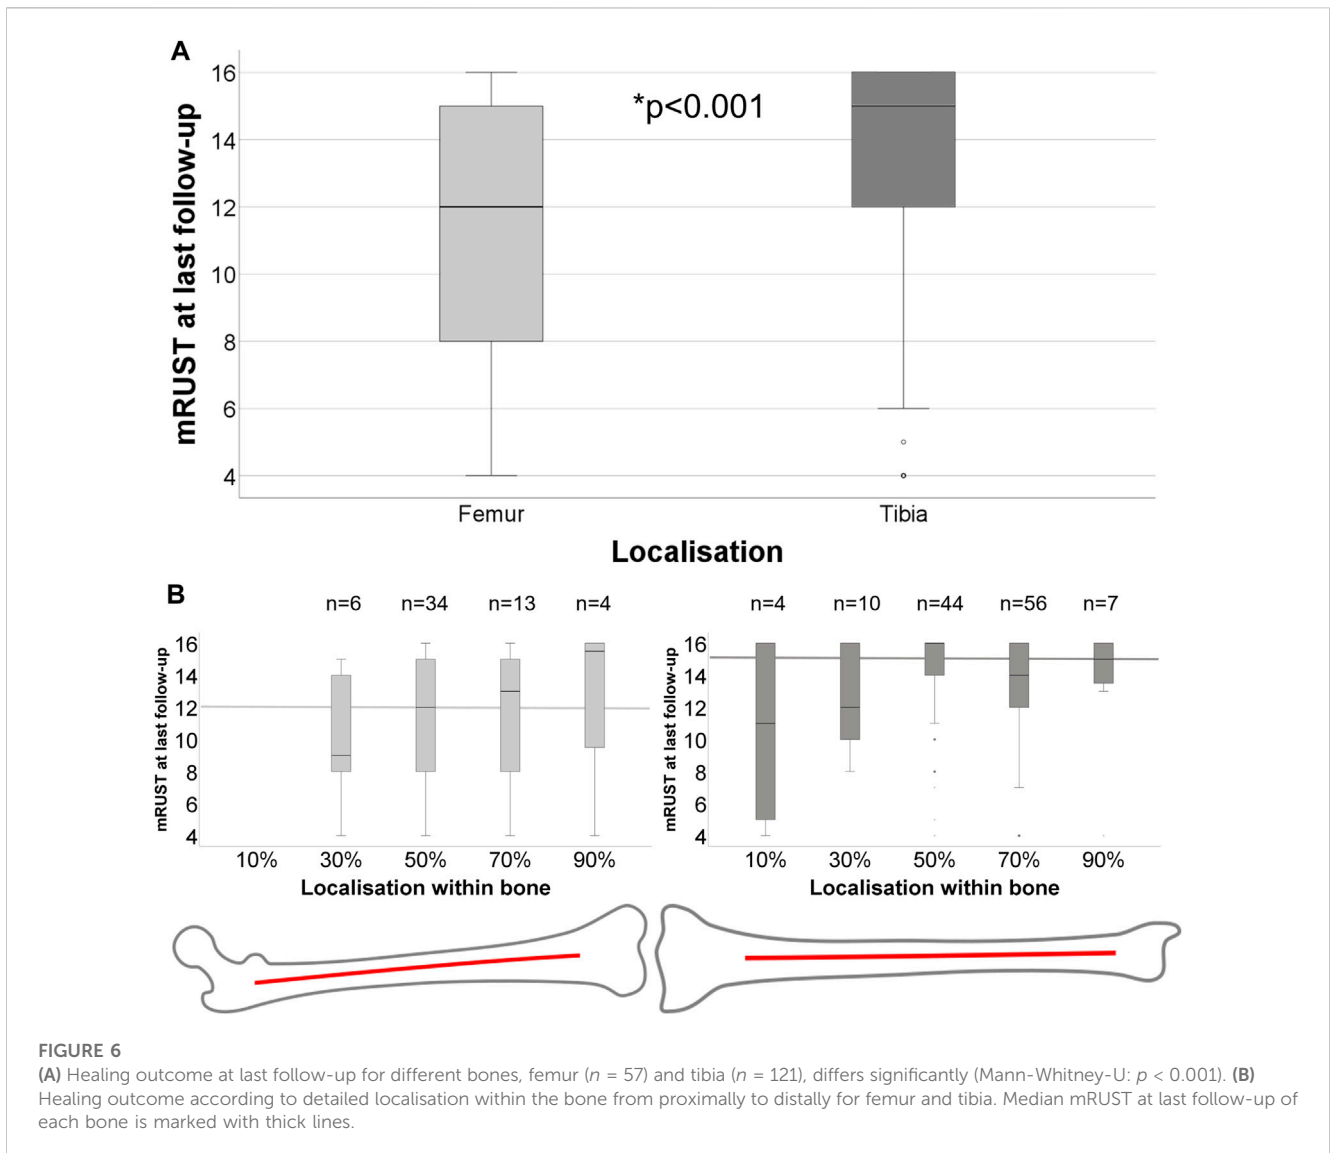 A
mRUST at last follow-up
16
14
12
10
8
6
4
*p<0.001
Femur Tibia
Localisation
B
n=6 n=34 n=13 n=4
mRUST at last follow-up
16
14
12
10
8
6
4
10% 30% 50% 70% 90%
Localisation within bone
n=4 n=10 n=44 n=56 n=7
mRUST at last follow-up
16
14
12
10
8
6
4
10% 30% 50% 70% 90%
Localisation within bone
FIGURE 6
(A) Healing outcome at last follow-up for different bones, femur (n = 57) and tibia (n = 121), differs significantly (Mann-Whitney-U: p < 0.001). (B)
Healing outcome according to detailed localisation within the bone from proximally to distally for femur and tibia. Median mRUST at last follow-up of
each bone is marked with thick lines.